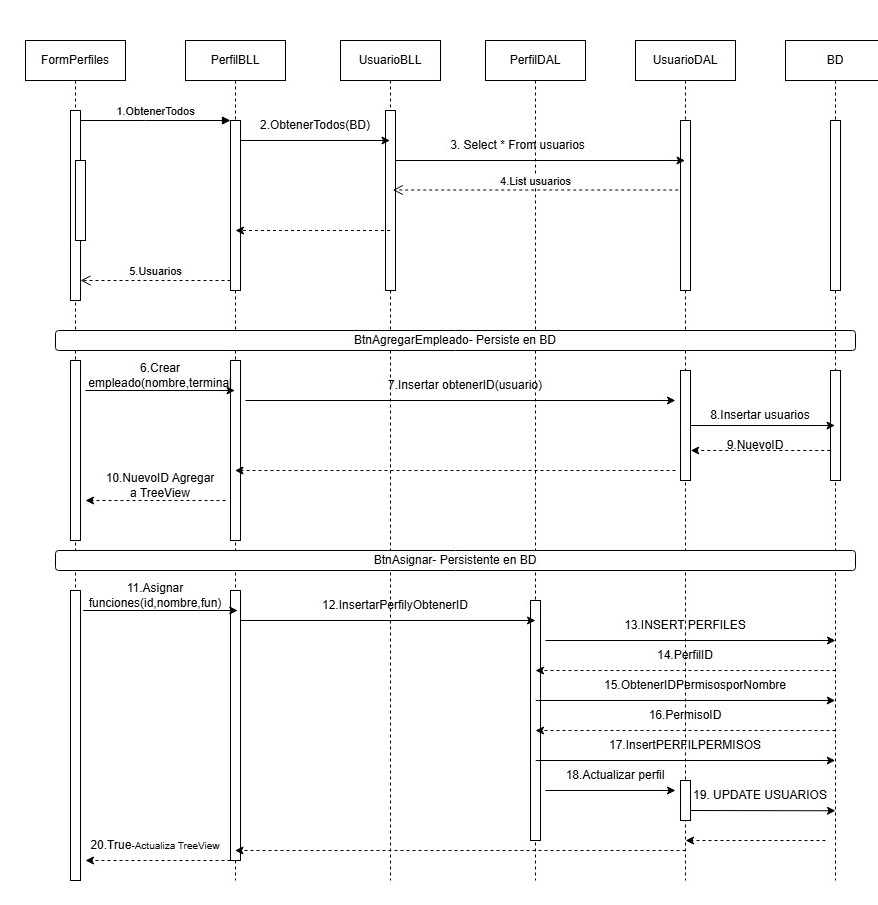 FormPerfiles
PerfilBLL
UsuarioBLL
PerfilDAL
UsuarioDAL
BD
1.ObtenerTodos
2.ObtenerTodos(BD)
3. Select * From usuarios
4.List usuarios
5.Usuarios
BtnAgregarEmpleado- Persiste en BD
6.Crear
empleado(nombre,termina
7.Insertar obtenerID(usuario)
8.Insertar usuarios
9.NuevoID
10.NuevoID Agregar
a TreeView
BtnAsignar- Persistente en BD
11.Asignar
funciones(id,nombre,fun)
12.InsertarPerfilyObtenerID
13.INSERT PERFILES
14.PerfilID
15.ObtenerIDPermisosporNombre
16.PermisoID
17.InsertPERFILPERMISOS
18.Actualizar perfil
19. UPDATE USUARIOS
20.True-Actualiza TreeView